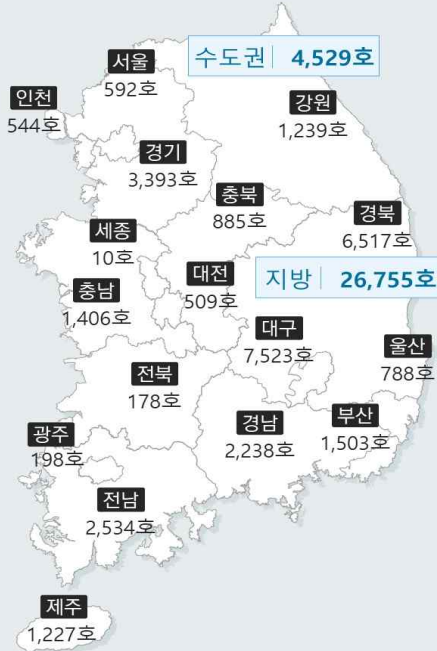 서울
592호
수도권 4,529호
인천
544호
강원
1,239호
경기
3,393호
충북
885호
경북
6,517호
세종
10호
대전
509호
지방 26,755호
충남
1,406호
대구
7,523호
울산
788호
전북
178호
경남
2,238호
부산
1,503호
광주
198호
전남
2,534호
제주
1,227호